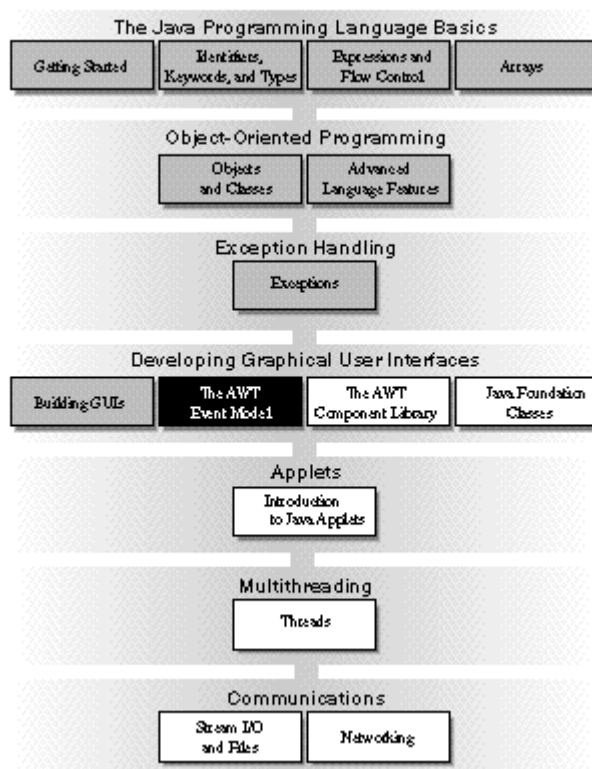 The Java Programming Language Basics
Getting Started
Identifiers,
Keywords, and Types
Expressions and
Flow Control
Arrays
Object-Oriented Programming
Objects
and Classes
Advanced
Language Features
Exception Handling
Exceptions
Developing Graphical User Interfaces
Building GUIs
The AWT
Event Model
The AWT
Component Library
Java Foundation
Classes
Applets
Introduction
to Java Applets
Multithreading
Threads
Communications
Stream I/O
and Files
Networking